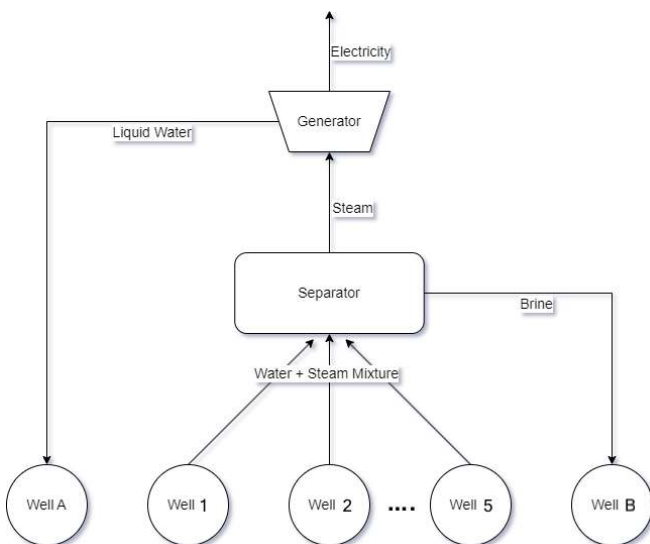 Electricity
Generator
Liquid Water
Steam
Separator
Brine
Water + Steam Mixture
Well A
Well 1
Well 2
....
Well 5
Well B